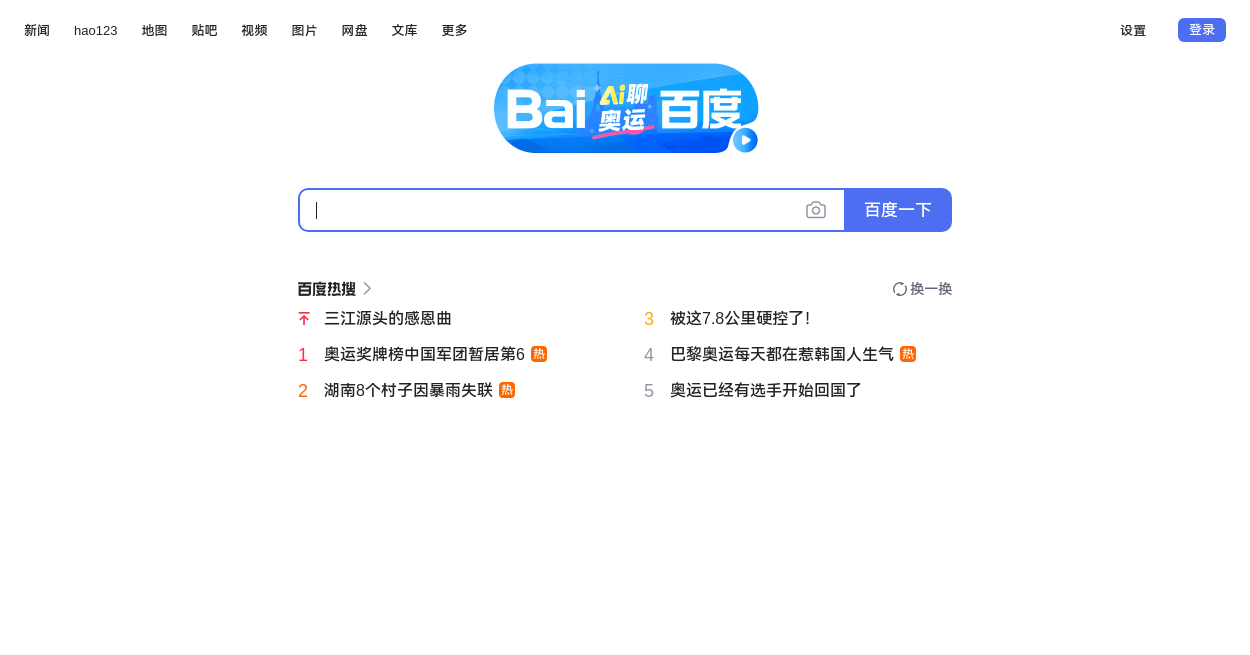 新闻 hao123 地图 贴吧 视频 图片 网盘 文库 更多 设置 登录
Bai Ai聊奥运 百度
百度一下
百度热搜 换一换
三江源头的感恩曲
1 奥运奖牌榜中国军团暂居第6 热
2 湖南8个村子因暴雨失联 热
3 被这7.8公里硬控了!
4 巴黎奥运每天都在惹韩国人生气 热
5 奥运已经有选手开始回国了